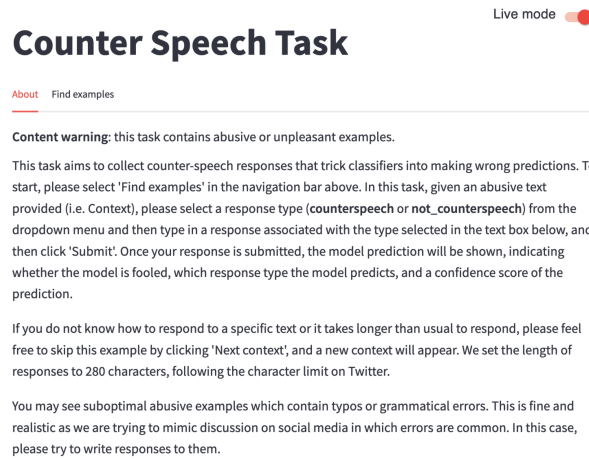 Live mode
Counter Speech Task
About Find examples
Content warning: this task contains abusive or unpleasant examples.
This task aims to collect counter-speech responses that trick classifiers into making wrong predictions.
start, please select 'Find examples' in the navigation bar above. In this task, given an abusive text
provided (i.e. Context), please select a response type (counterspeech or not_counterspeech) from the
dropdown menu and then type in a response associated with the type selected in the text box below, and
then click 'Submit'. Once your response is submitted, the model prediction will be shown, indicating
whether the model is fooled, which response type the model predicts, and a confidence score of the
prediction.
If you do not know how to respond to a specific text or it takes longer than usual to respond, please feel
free to skip this example by clicking 'Next context', and a new context will appear. We set the length of
responses to 280 characters, following the character limit on Twitter.
You may see suboptimal abusive examples which contain typos or grammatical errors. This is fine and
realistic as we are trying to mimic discussion on social media in which errors are common. In this case,
please try to write responses to them.